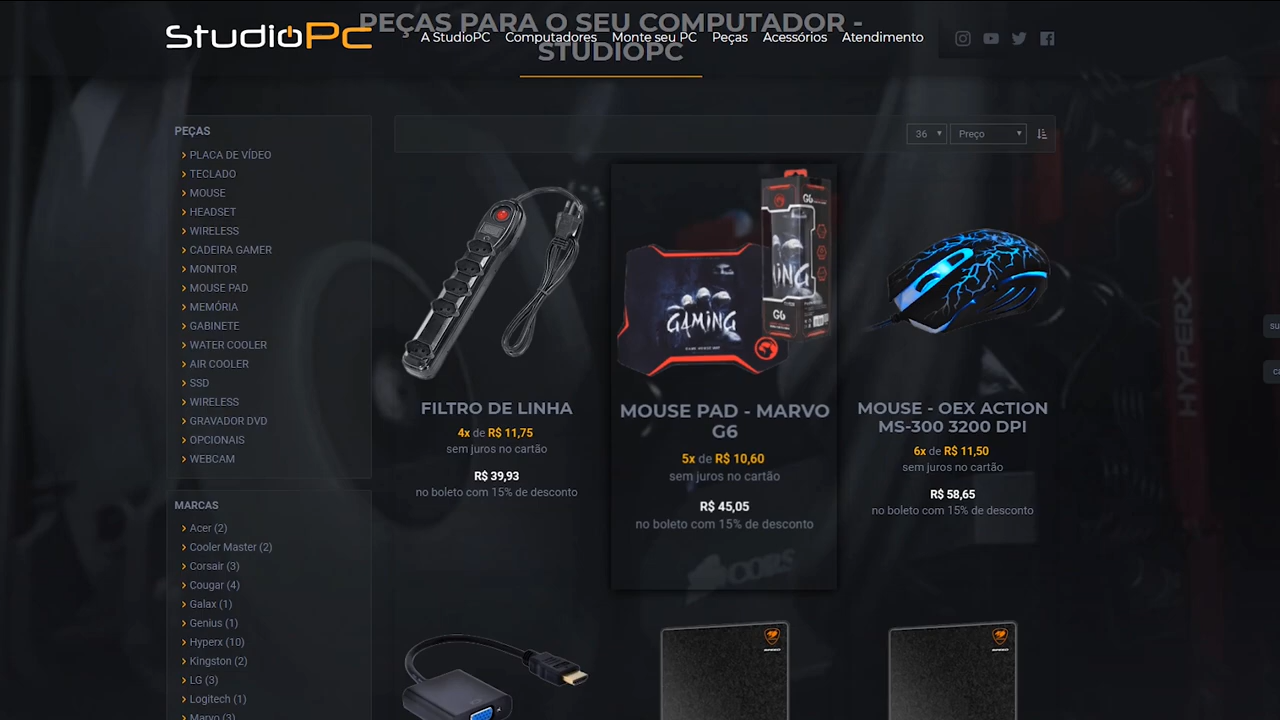 PEÇAS PARA O SEU COMPUTADOR -
STUDIOPC
StudioPC
A StudioPC Computadores Monte seu PC Peças Acessórios Atendimento
PEÇAS
PLACA DE VÍDEO
TECLADO
MOUSE
HEADSET
WIRELESS
CADEIRA GAMER
MONITOR
MOUSE PAD
MEMÓRIA
GABINETE
WATER COOLER
AIR COOLER
SSD
WIRELESS
GRAVADOR DVD
OPCIONAIS
WEBCAM
MARCAS
Acer (2)
Cooler Master (2)
Corsair (3)
Cougar (4)
Galax (1)
Genius (1)
Hyperx (10)
Kingston (2)
LG (3)
Logitech (1)
Marvo (3)
36 Preço
FILTRO DE LINHA
4x de R$ 11,75
sem juros no cartão
R$ 39,93
no boleto com 15% de desconto
G6
GAMING
G6
MOUSE PAD - MARVO
G6
5x de R$ 10,60
sem juros no cartão
R$ 45,05
no boleto com 15% de desconto
MOUSE - OEX ACTION
MS-300 3200 DPI
6x de R$ 11,50
sem juros no cartão
R$ 58,65
no boleto com 15% de desconto
HYPERX